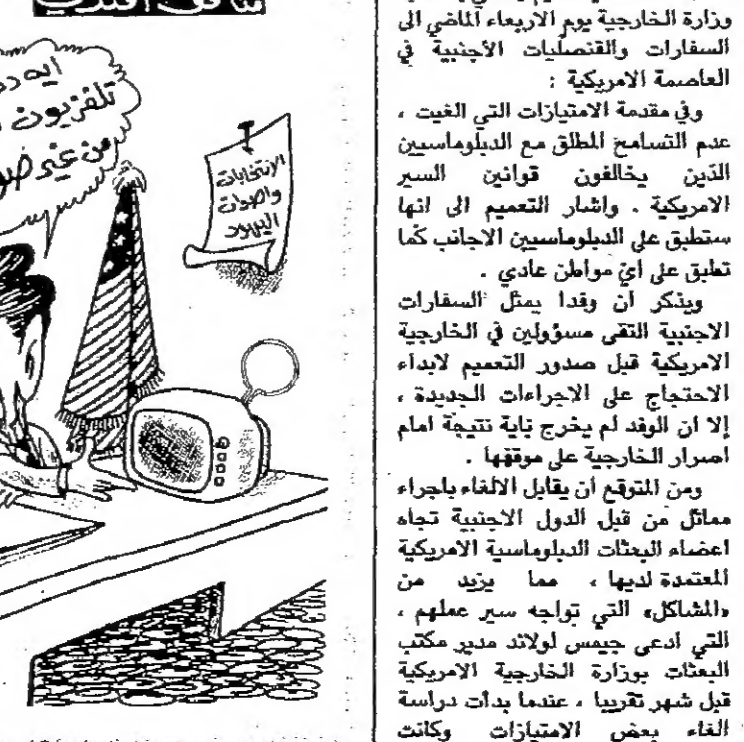 وزارة الخارجية يوم الاربعاء الماضي الى
السفارات والقنصليات الأجنبية في
العاصمة الامريكية :
وفي مقدمة الامتيازات التي الغيت ،
عدم التسامح المطلق مع الدبلوماسيين
الذين يخالفون قوانين السير
الامريكية . واشار التعميم الى انها
ستطبق على الدبلوماسيين الاجانب كما
تطبق على اي مواطن عادي .
ويذكر أن وفدا يمثل السفارات
الاجنبية التقى مسؤولين في الخارجية
الامريكية قبل صدور التعميم لابداء
الاحتجاج على الاجراءات الجديدة ،
إلا ان الوفد لم يخرج باية نتيجة امام
اصرار الخارجية على موقفها .
ومن المتوقع أن يقابل الالغاء باجراء
مماثل من قبل الدول الاجنبية تجاه
اعضاء البعثات الدبلوماسية الامريكية
المعتمدة لديها ، مما يزيد من
«المشاكل» التي تواجه سير عملهم ،
التي ادعى جيمس لولاند مدير مكتب
البعثات بوزارة الخارجية الامريكية
قبل شهر تقريبا ، عندما بدأت دراسة
الغاء بعض الامتيازات وكانت
ايه
تلفزيون
من غير
الانتخابات
واصوات
اليهود